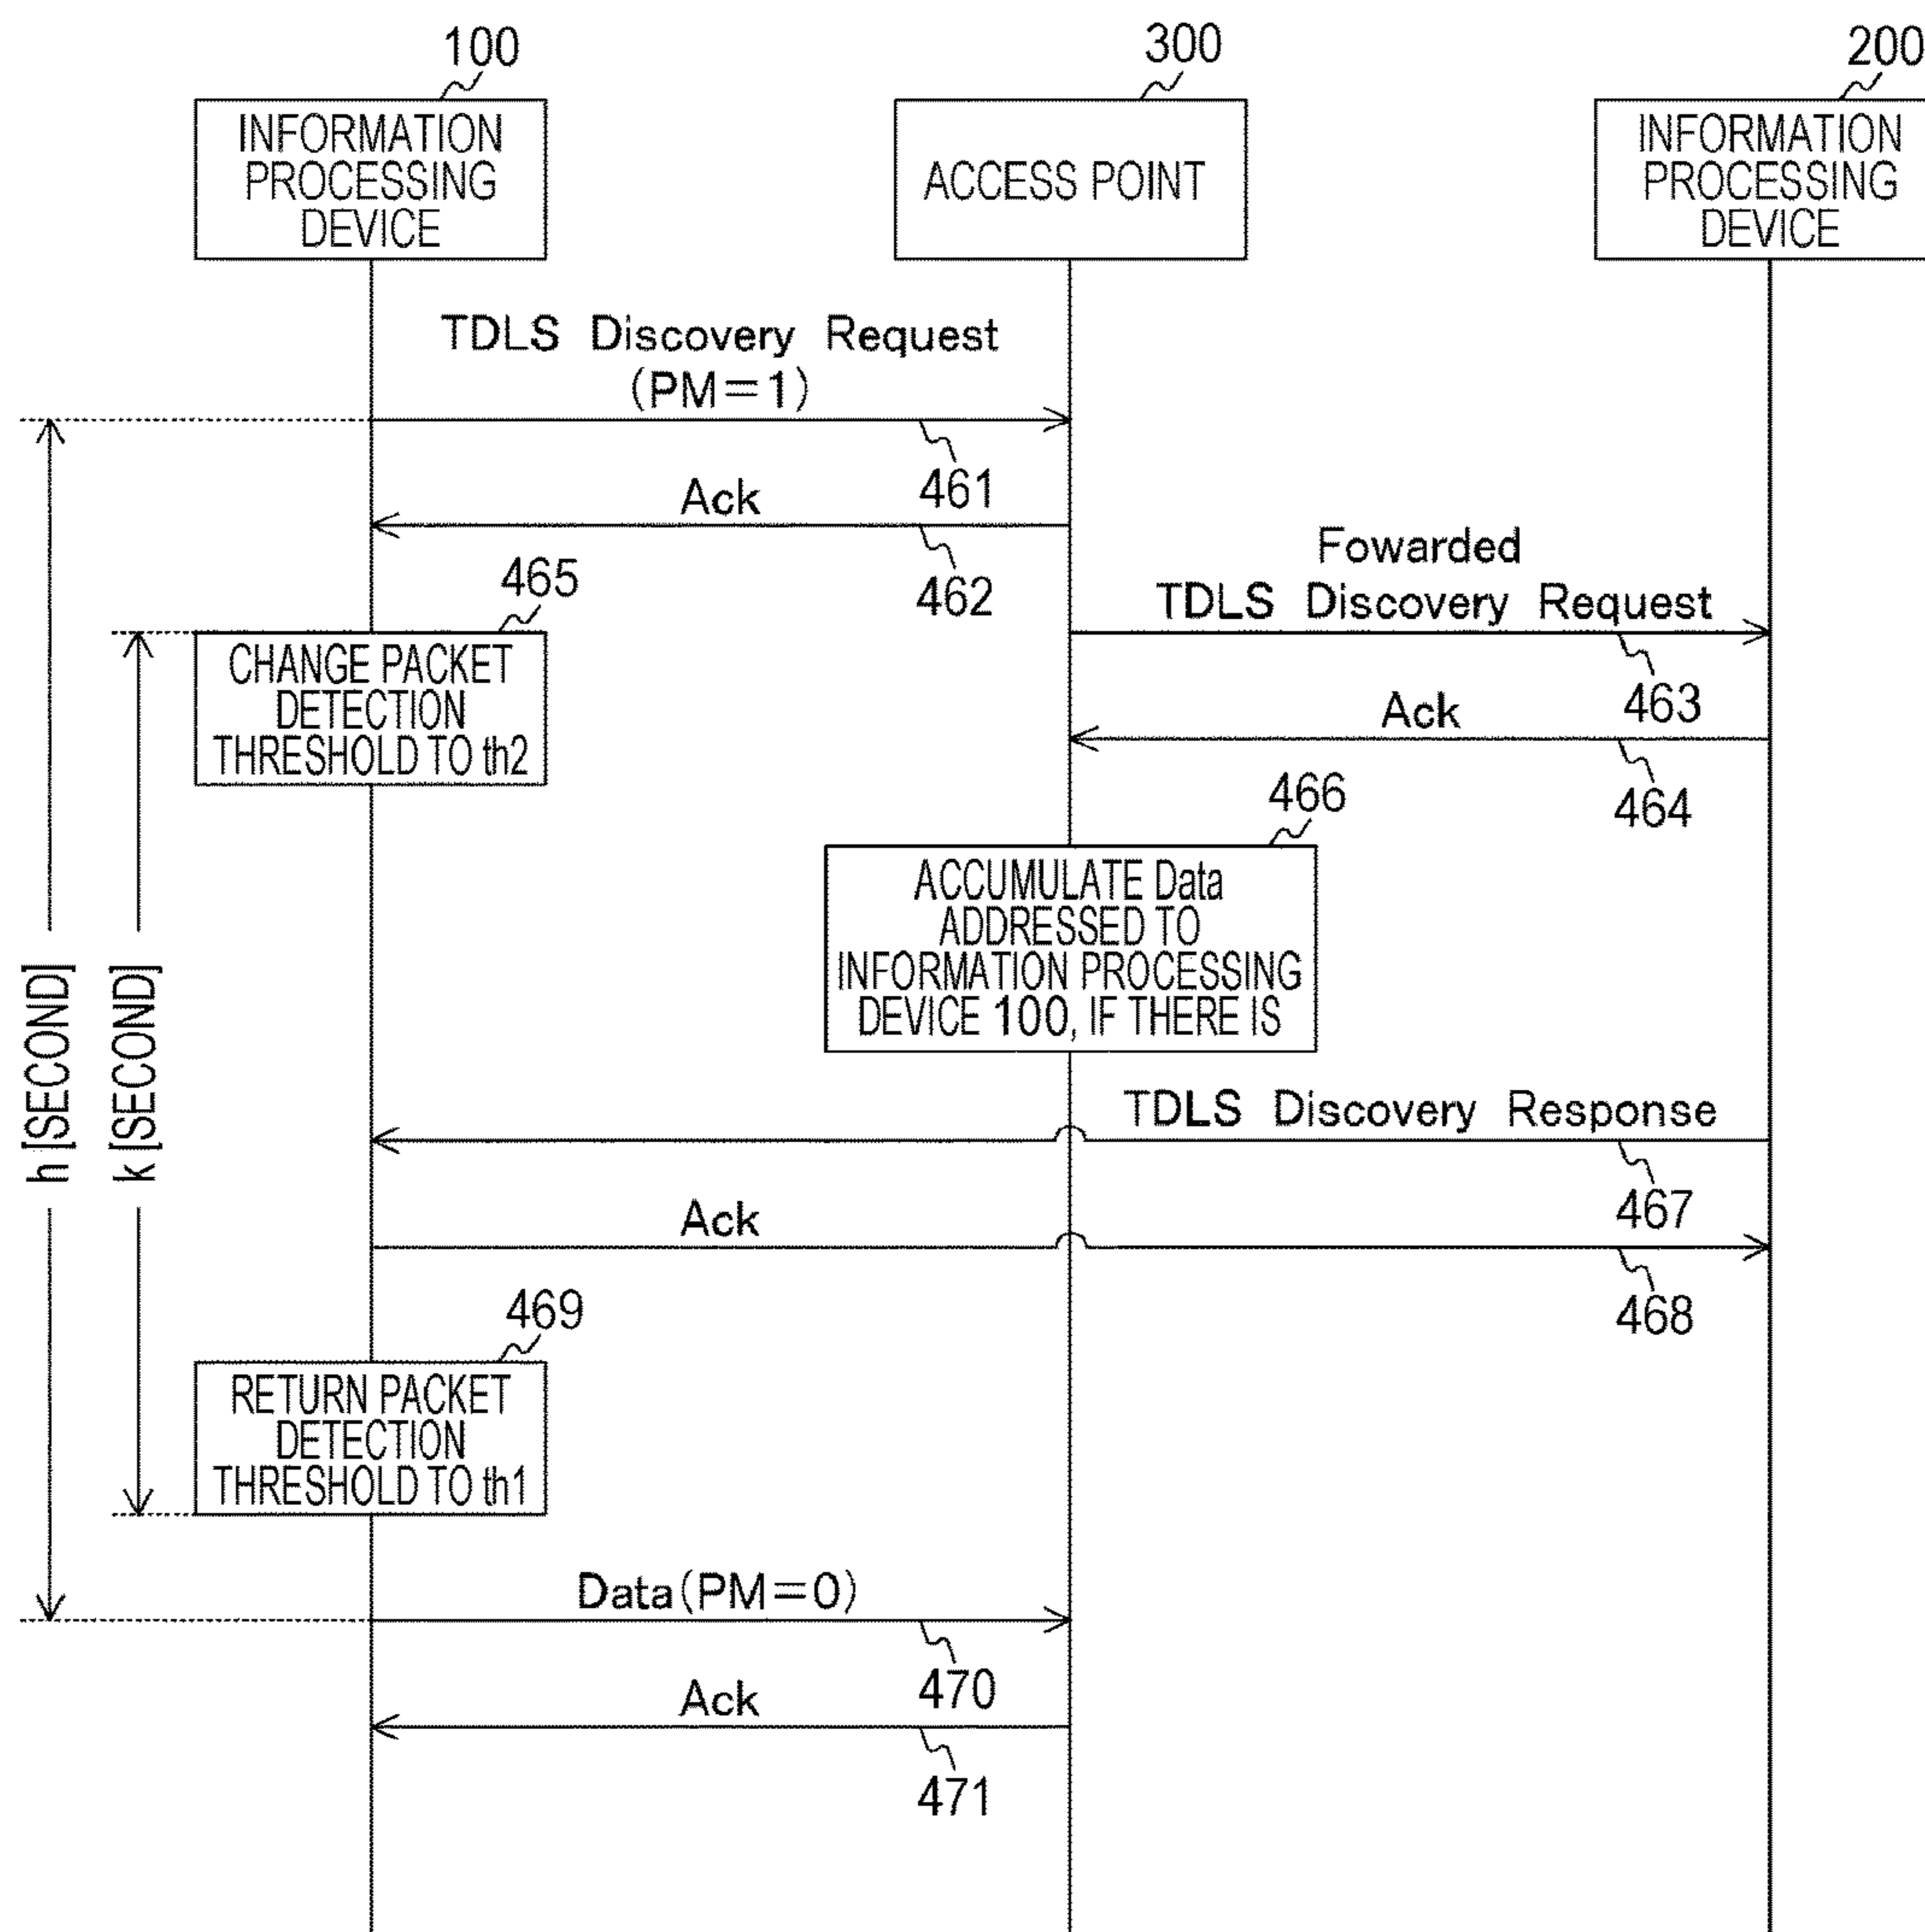 100
300
200
INFORMATION
PROCESSING
DEVICE
ACCESS POINT
INFORMATION
PROCESSING
DEVICE
TDLS Discovery Request
(PM=1)
461
Ack
462
Fowarded
TDLS Discovery Request
463
465
CHANGE PACKET
DETECTION
THRESHOLD TO th2
Ack
464
466
ACCUMULATE Data
ADDRESSED TO
INFORMATION PROCESSING
DEVICE 100, IF THERE IS
h [SECOND]
k [SECOND]
TDLS Discovery Response
467
Ack
468
469
RETURN PACKET
DETECTION
THRESHOLD TO th1
Data(PM=0)
470
Ack
471